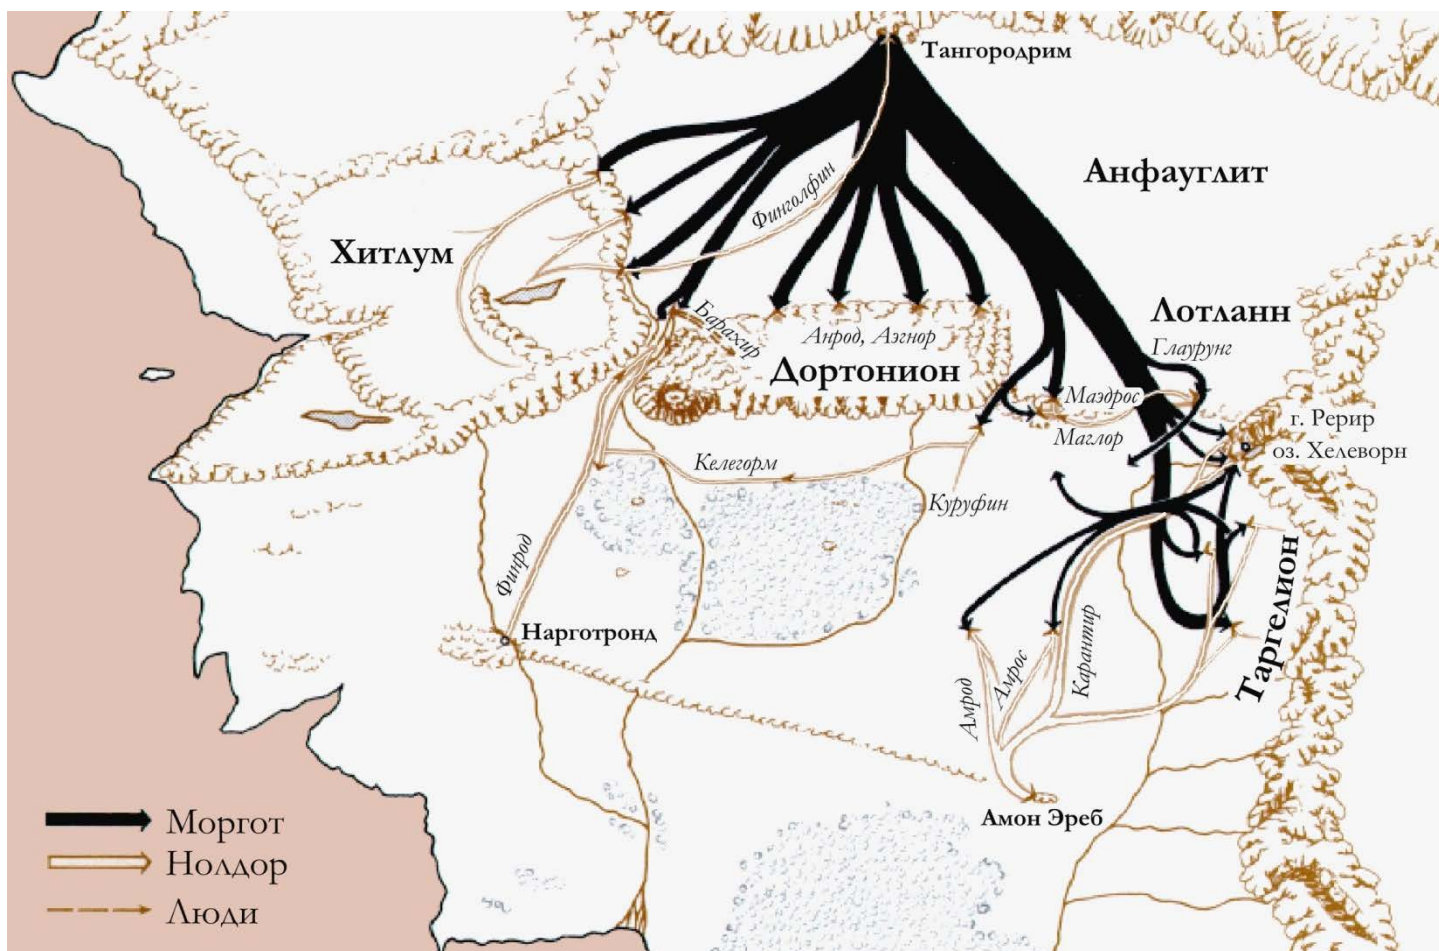 Тангородрим
Анфауглит
Финголфин
Хитлум
Лотланн
Глаурунг
Барахир
Анрод, Аэгнор
Дортонион
Маэдрос
Маглор
г. Рерир
оз. Хелеворн
Келегорм
Куруфин
Финрод
Нарготронд
Таргелион
Амрод
Амрос
Карантир
Амон Эреб
Моргот
Нолдор
Люди